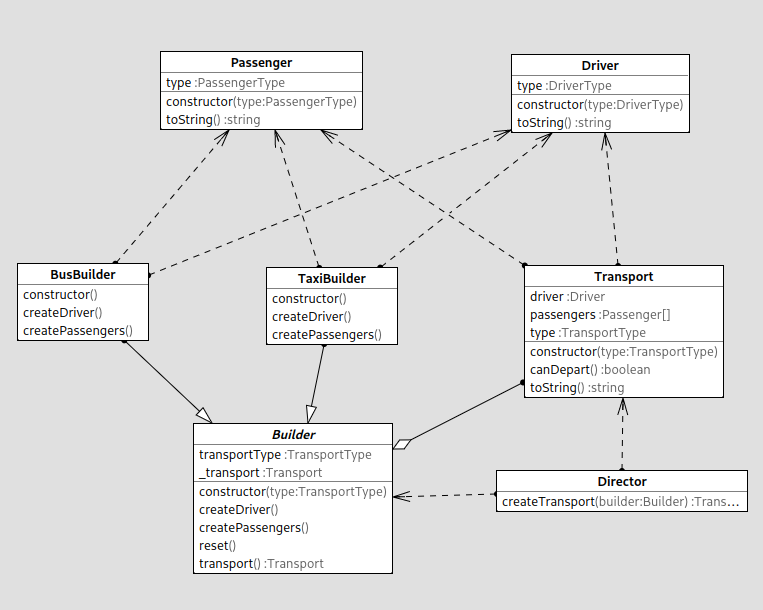 Passenger
type :PassengerType
constructor(type:PassengerType)
toString() :string
Driver
type :DriverType
constructor(type:DriverType)
toString() :string
BusBuilder
constructor()
createDriver()
createPassengers()
TaxiBuilder
constructor()
createDriver()
createPassengers()
Transport
driver :Driver
passengers :Passenger[]
type :TransportType
constructor(type:TransportType)
canDepart() :boolean
toString() :string
Builder
transportType :TransportType
_transport :Transport
constructor(type:TransportType)
createDriver()
createPassengers()
reset()
transport() :Transport
Director
createTransport(builder:Builder) :Trans...